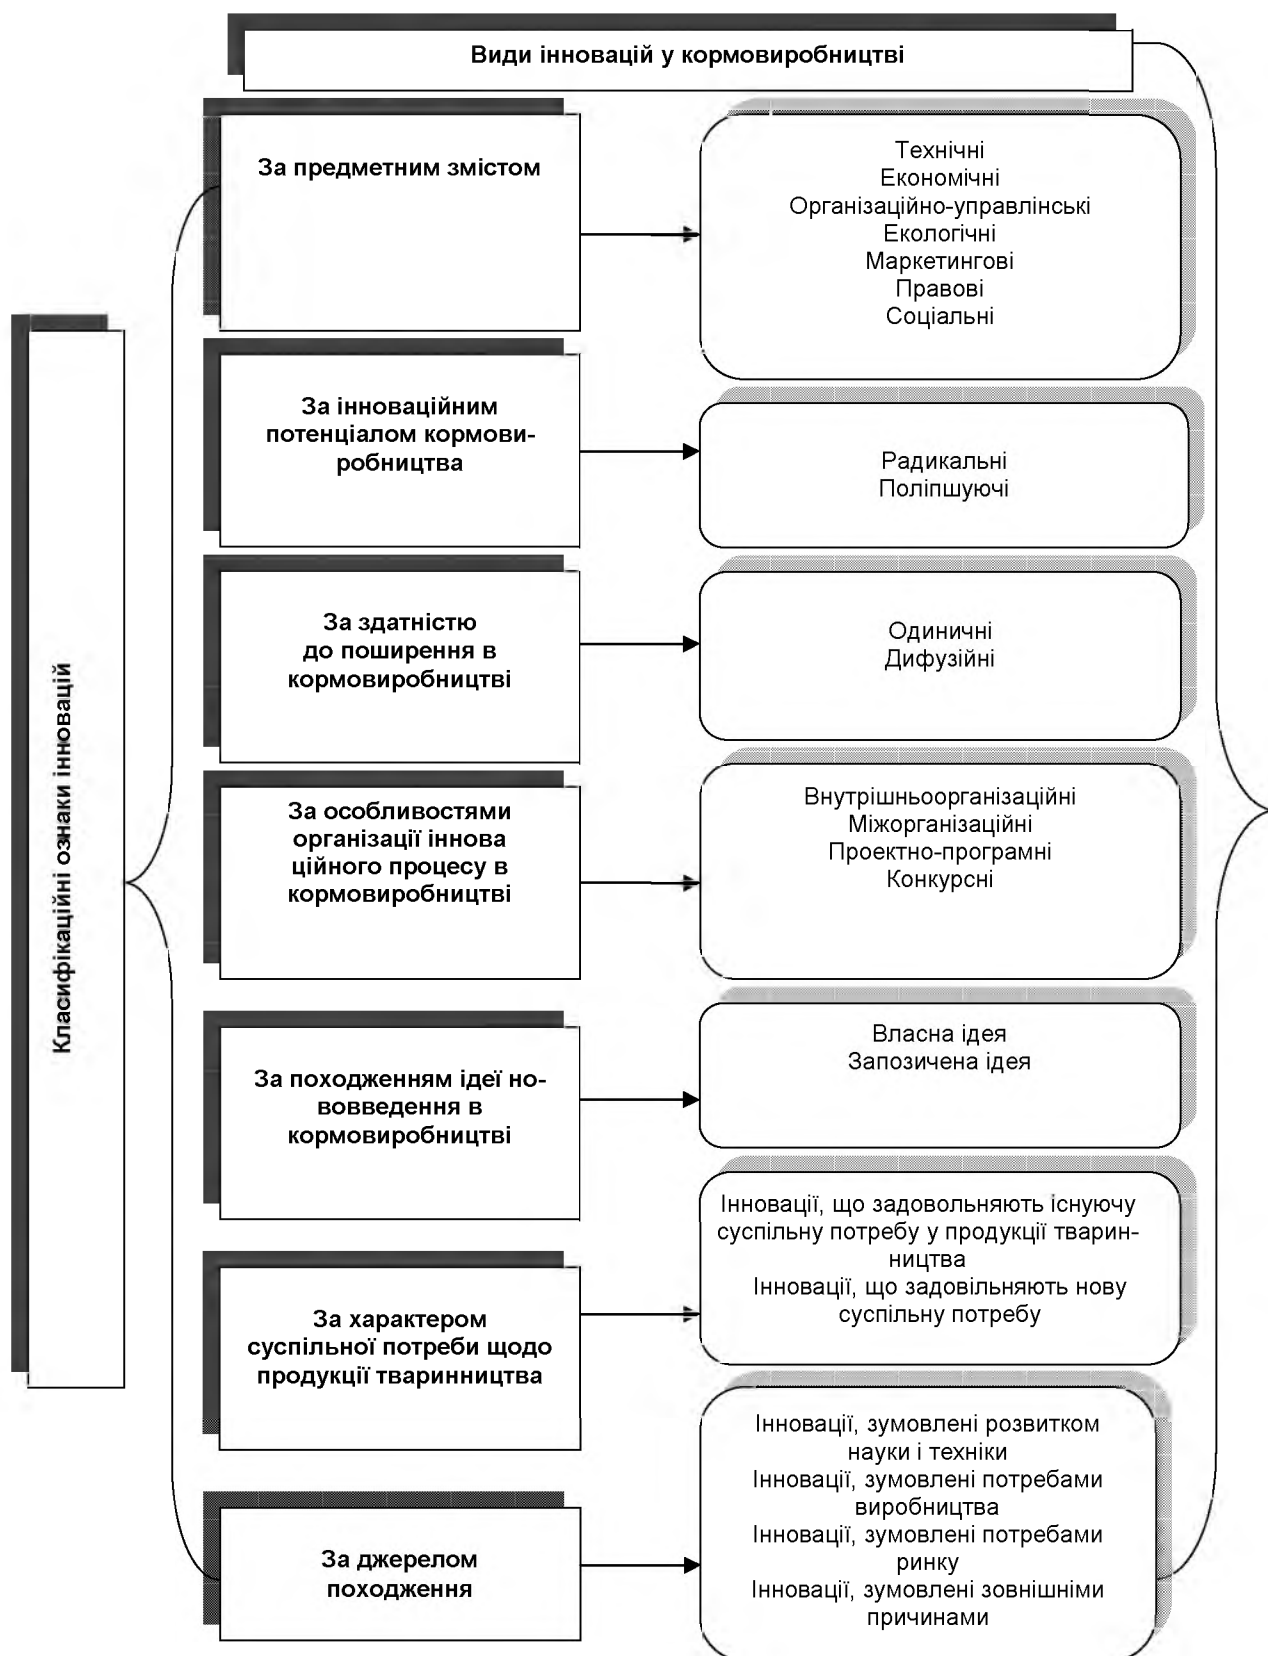 Види інновацій у кормовиробництві
Класифікаційні ознаки інновацій
За предметним змістом
Технічні
Економічні
Організаційно-управлінські
Екологічні
Маркетингові
Правові
Соціальні
За інноваційним
потенціалом кормови-
робництва
Радикальні
Поліпшуючі
За здатністю
до поширення в
кормовиробництві
Одиничні
Дифузійні
За особливостями
організації іннова
ційного процесу в
кормовиробництві
Внутрішньоорганізаційні
Міжорганізаційні
Проектно-програмні
Конкурсні
За походженням ідеї но-
вовведення в
кормовиробництві
Власна ідея
Запозичена ідея
За характером
суспільної потреби щодо
продукції тваринництва
Інновації, що задовольняють існуючу
суспільну потребу у продукції тварин-
ництва
Інновації, що задовільняють нову
суспільну потребу
За джерелом
походження
Інновації, зумовлені розвитком
науки і техніки
Інновації, зумовлені потребами
виробництва
Інновації, зумовлені потребами
ринку
Інновації, зумовлені зовнішніми
причинами